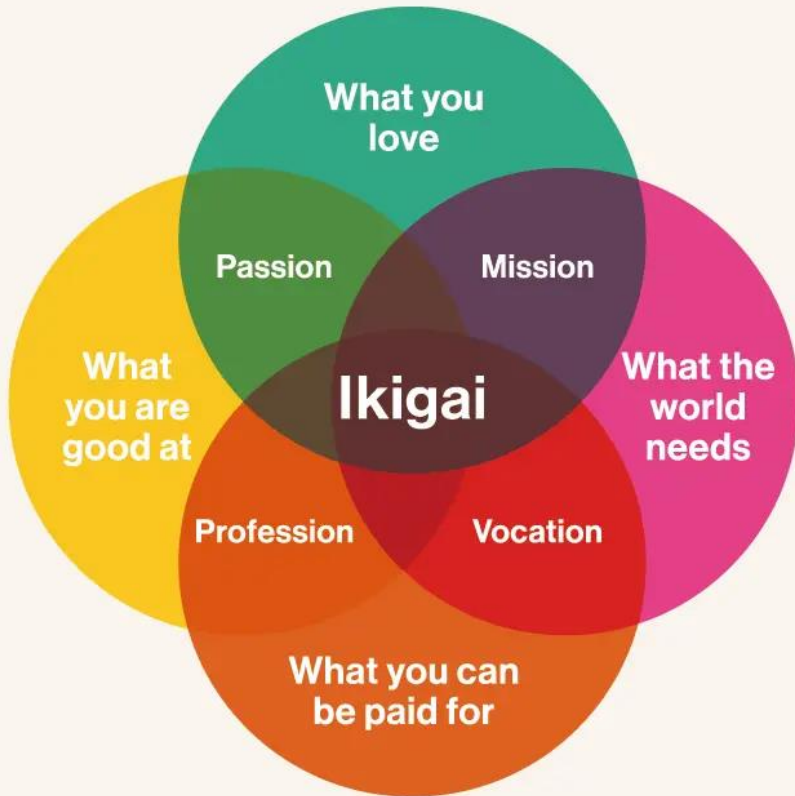 What you
love
Passion
Mission
What
you are
good at
Ikigai
What the
world
needs
Profession
Vocation
What you can
be paid for